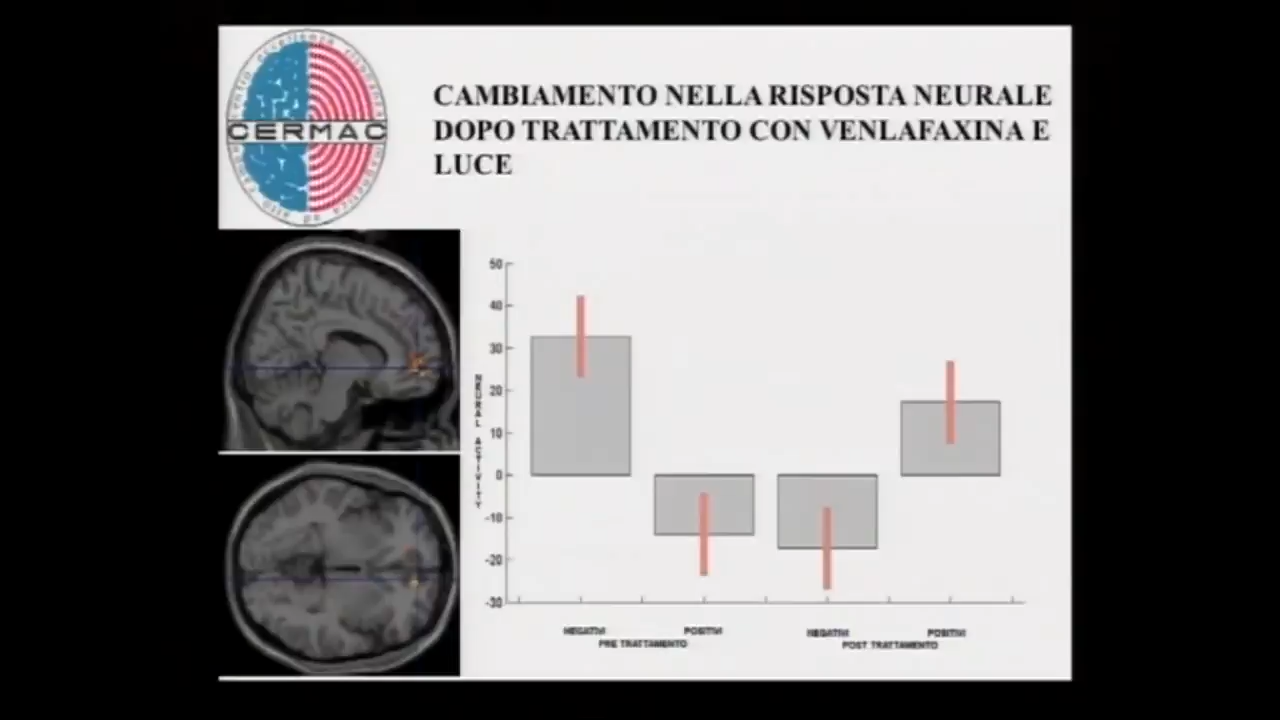 CERMAC
CAMBIAMENTO NELLA RISPOSTA NEURALE
DOPO TRATTAMENTO CON VENLAFAXINA E
LUCE
50
40
30
20
10
0
-10
-20
-30
NEURAL ACTIVITY
NEGATIVI
POSITIVI
NEGATIVI
POSITIVI
PRE TRATTAMENTO
POST TRATTAMENTO